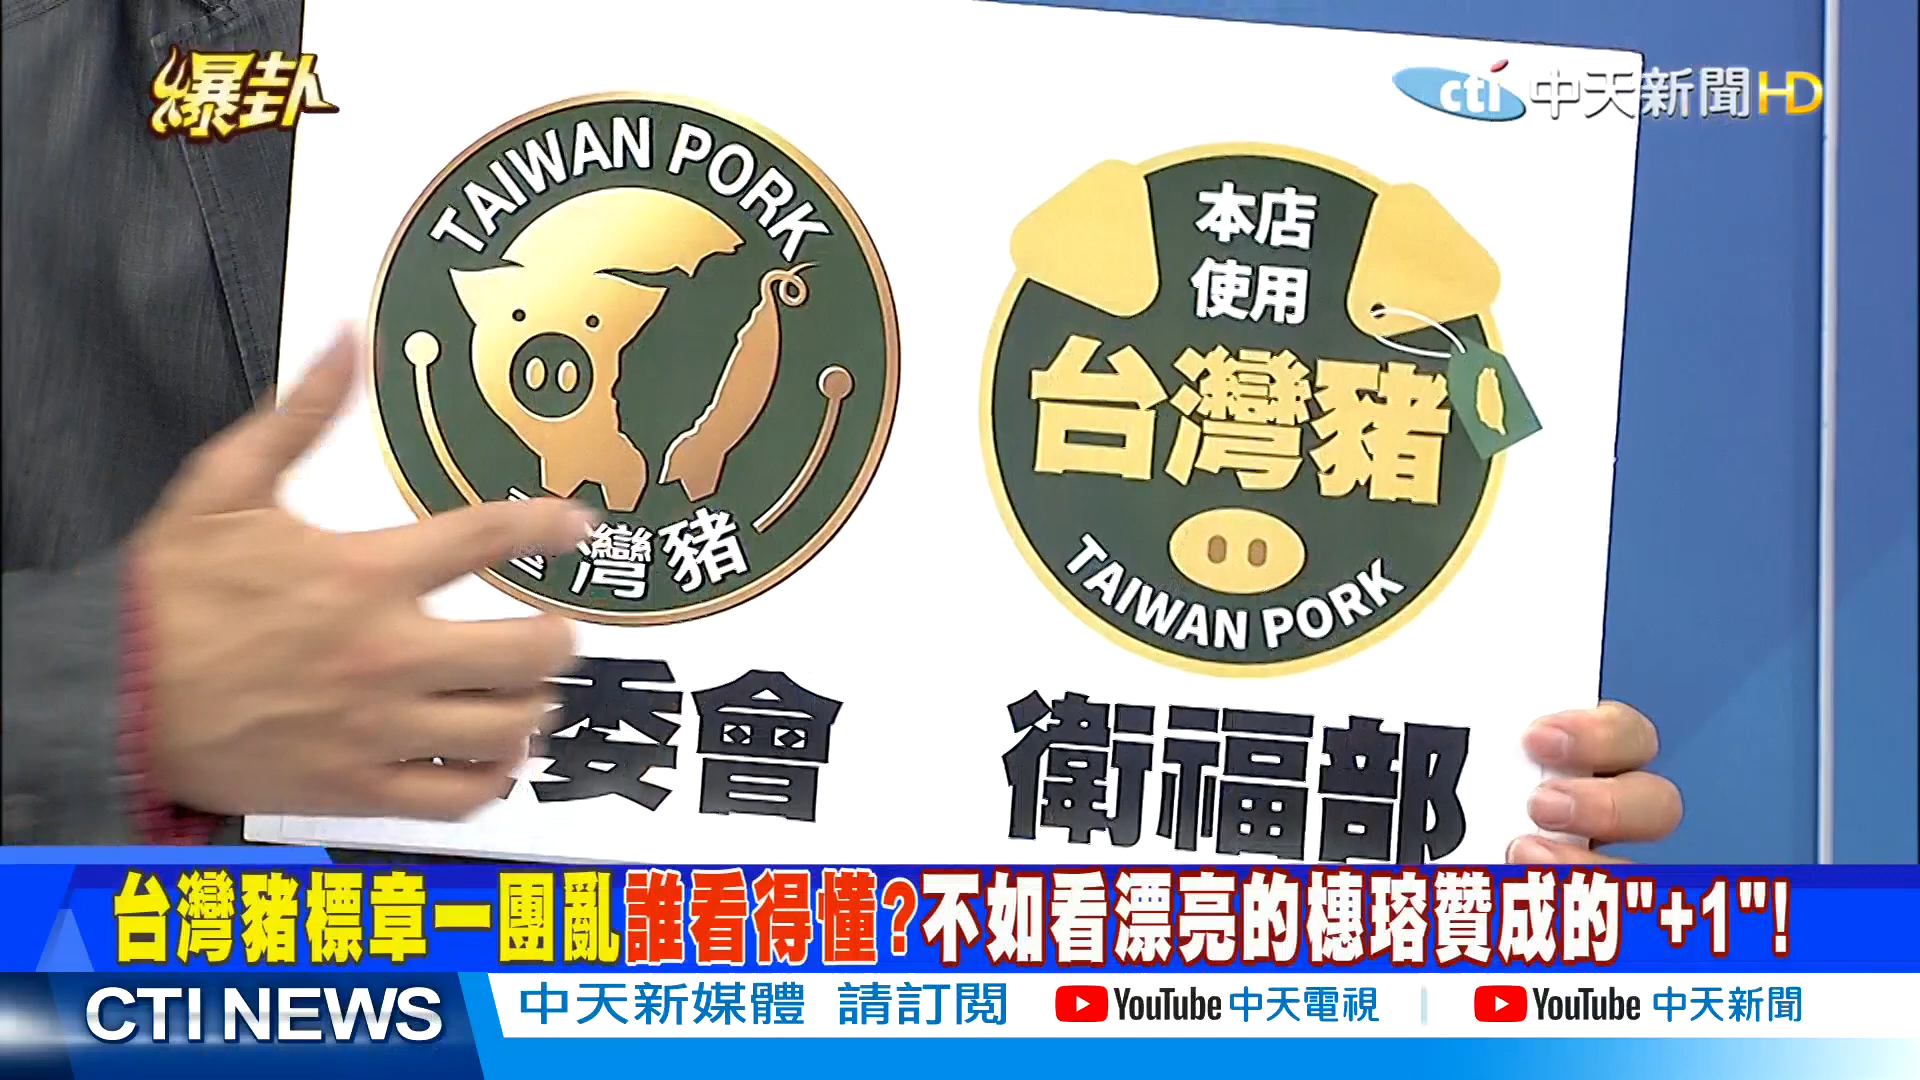 爆卦
cti 中天新聞HD
TAIWAN PORK
灣豬
委會
本店
使用
台灣豬
TAIWAN PORK
衛福部
台灣豬標章一團亂誰看得懂?不如看漂亮的橞瑢贊成的"+1"!
CTI NEWS
中天新媒體 請訂閱 YouTube 中天電視 | YouTube 中天新聞